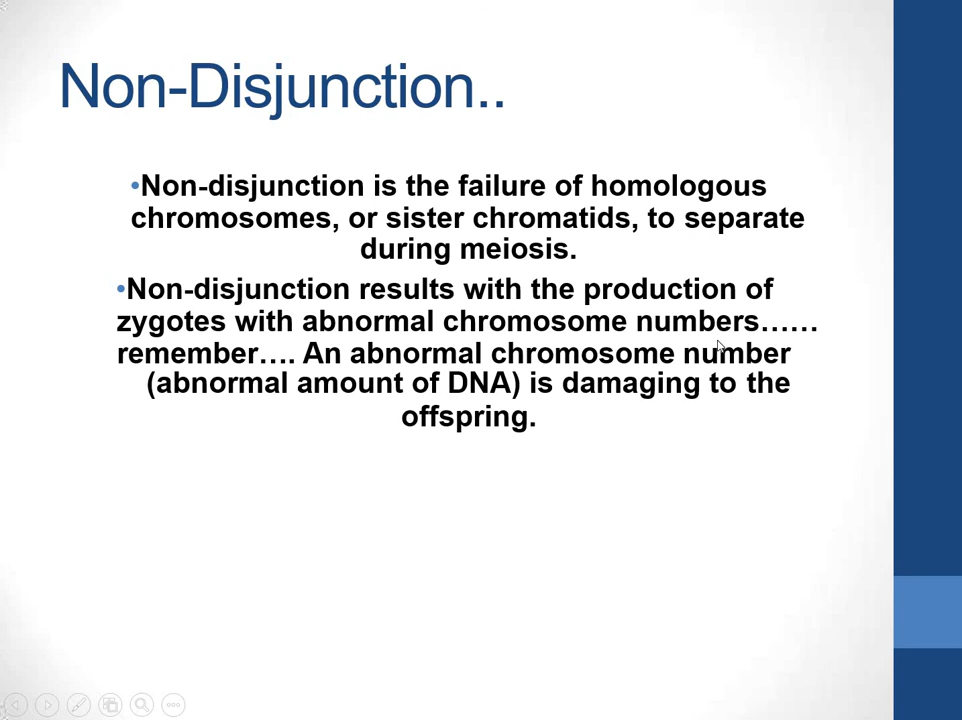 Non-Disjunction..
•Non-disjunction is the failure of homologous
chromosomes, or sister chromatids, to separate
during meiosis.
•Non-disjunction results with the production of
zygotes with abnormal chromosome numbers……
remember…. An abnormal chromosome number
(abnormal amount of DNA) is damaging to the
offspring.